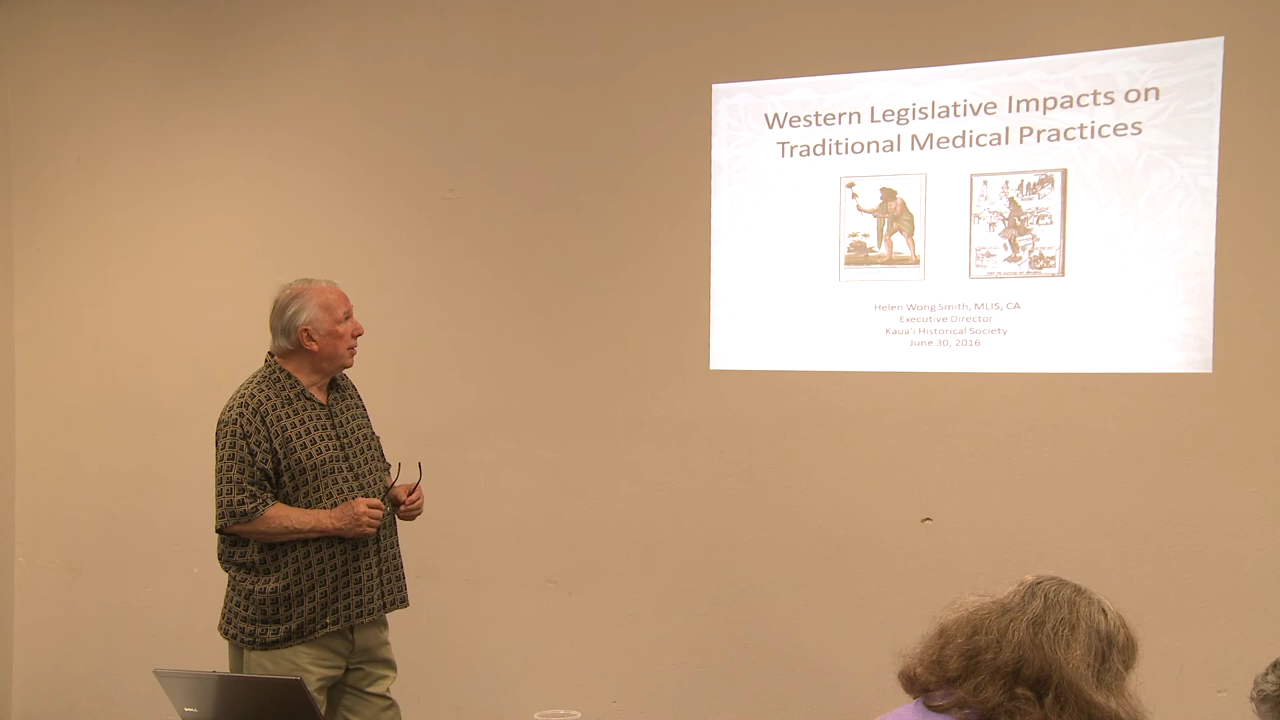 Western Legislative Impacts on
Traditional Medical Practices
Helen Wong Smith, MLIS, CA
Executive Director
Kaua'i Historical Society
June 30, 2016
DELL